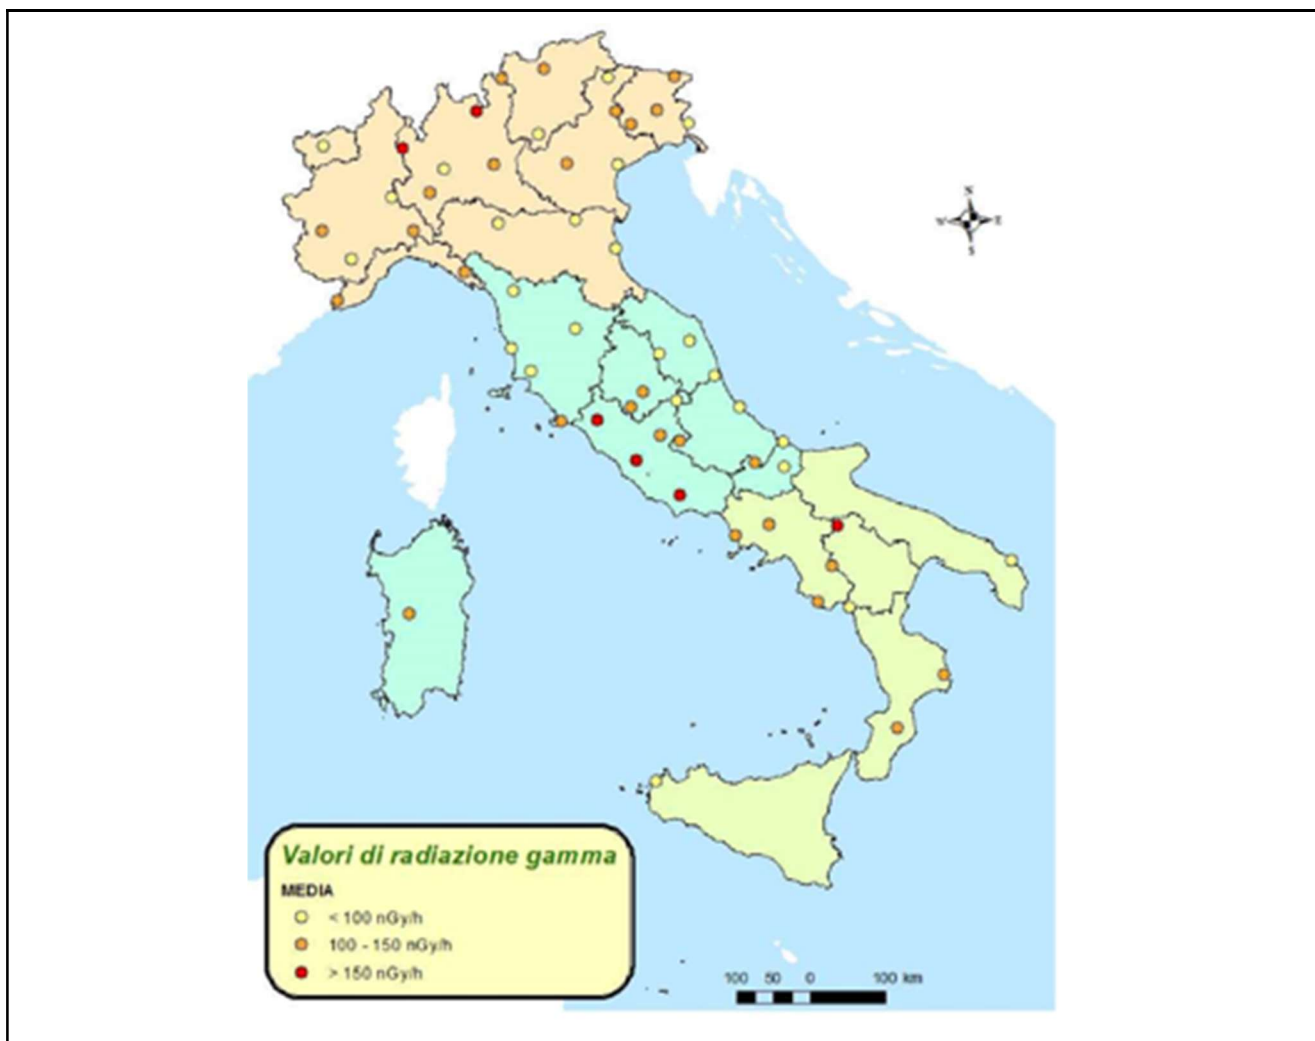 N
W E
S
Valori di radiazione gamma
MEDIA
< 100 nGy/h
100 - 150 nGy/h
> 150 nGy/h
100 50 0 100 km